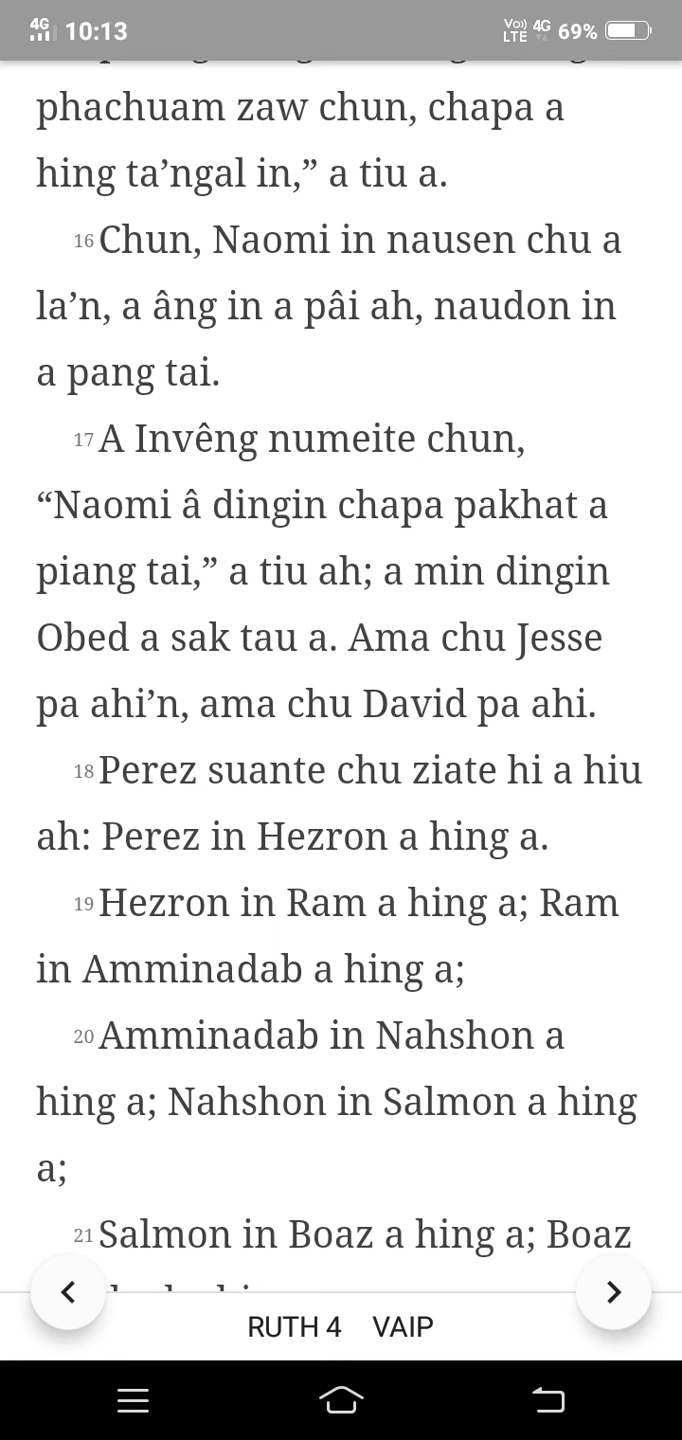 4G 10:13 Vo) LTE 4G 69%
phachuam zaw chun, chapa a
hing ta’ngal in,” a tiu a.
16 Chun, Naomi in nausen chu a
la’n, a âng in a pâi ah, naudon in
a pang tai.
17 A Invêng numeite chun,
“Naomi â dingin chapa pakhat a
piang tai,” a tiu ah; a min dingin
Obed a sak tau a. Ama chu Jesse
pa ahi’n, ama chu David pa ahi.
18 Perez suante chu ziate hi a hiu
ah: Perez in Hezron a hing a.
19 Hezron in Ram a hing a; Ram
in Amminadab a hing a;
20 Amminadab in Nahshon a
hing a; Nahshon in Salmon a hing
a;
21 Salmon in Boaz a hing a; Boaz
RUTH 4 VAIP